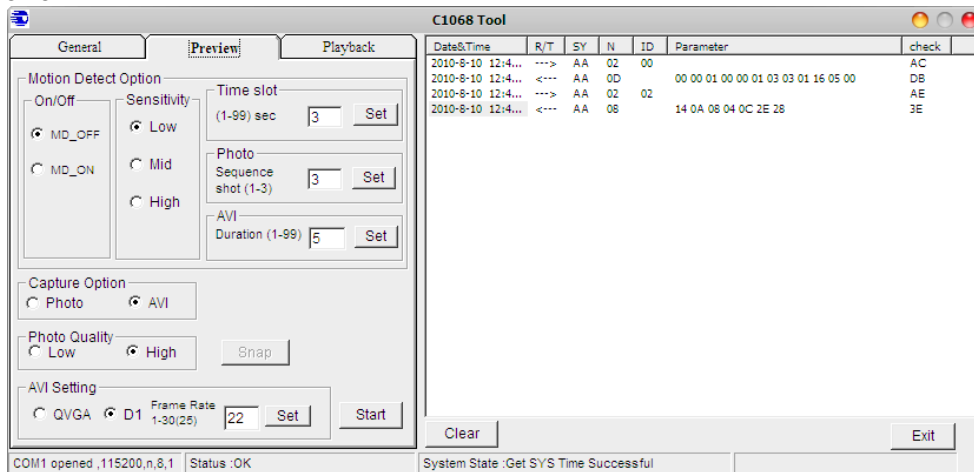 C1068 Tool
General Preview Playback
Motion Detect Option
On/Off
MD_OFF
MD_ON
Sensitivity
Low
Mid
High
Time slot
(1-99) sec 3 Set
Photo
Sequence
shot (1-3) 3 Set
AVI
Duration (1-99) 5 Set
Capture Option
Photo AVI
Photo Quality
Low High
Snap
AVI Setting
QVGA D1 Frame Rate
1-30(25) 22 Set
Start
Date&Time R/T SY N ID Parameter check
2010-8-10 12:4... ---> AA 02 00 AC
2010-8-10 12:4... <--- AA 0D 00 00 01 00 00 01 03 03 01 16 05 00 DB
2010-8-10 12:4... ---> AA 02 02 AE
2010-8-10 12:4... <--- AA 08 14 0A 08 04 0C 2E 28 3E
Clear Exit
COM1 opened ,115200,n,8,1 Status :OK System State :Get SYS Time Successful